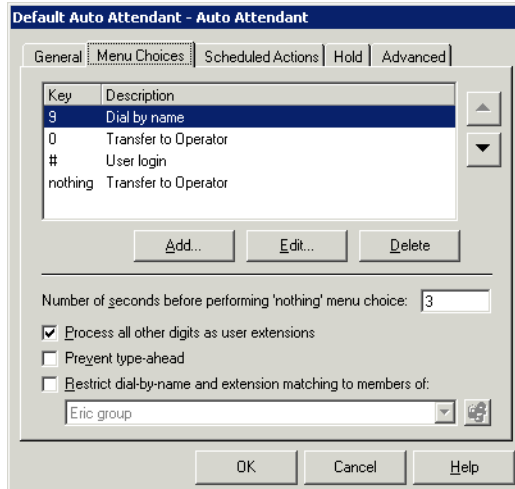 Default Auto Attendant - Auto Attendant
General Menu Choices Scheduled Actions Hold Advanced
Key Description
9 Dial by name
0 Transfer to Operator
# User login
nothing Transfer to Operator
Add... Edit... Delete
Number of seconds before performing 'nothing' menu choice: 3
Process all other digits as user extensions
Prevent type-ahead
Restrict dial-by-name and extension matching to members of:
Eric group
OK Cancel Help